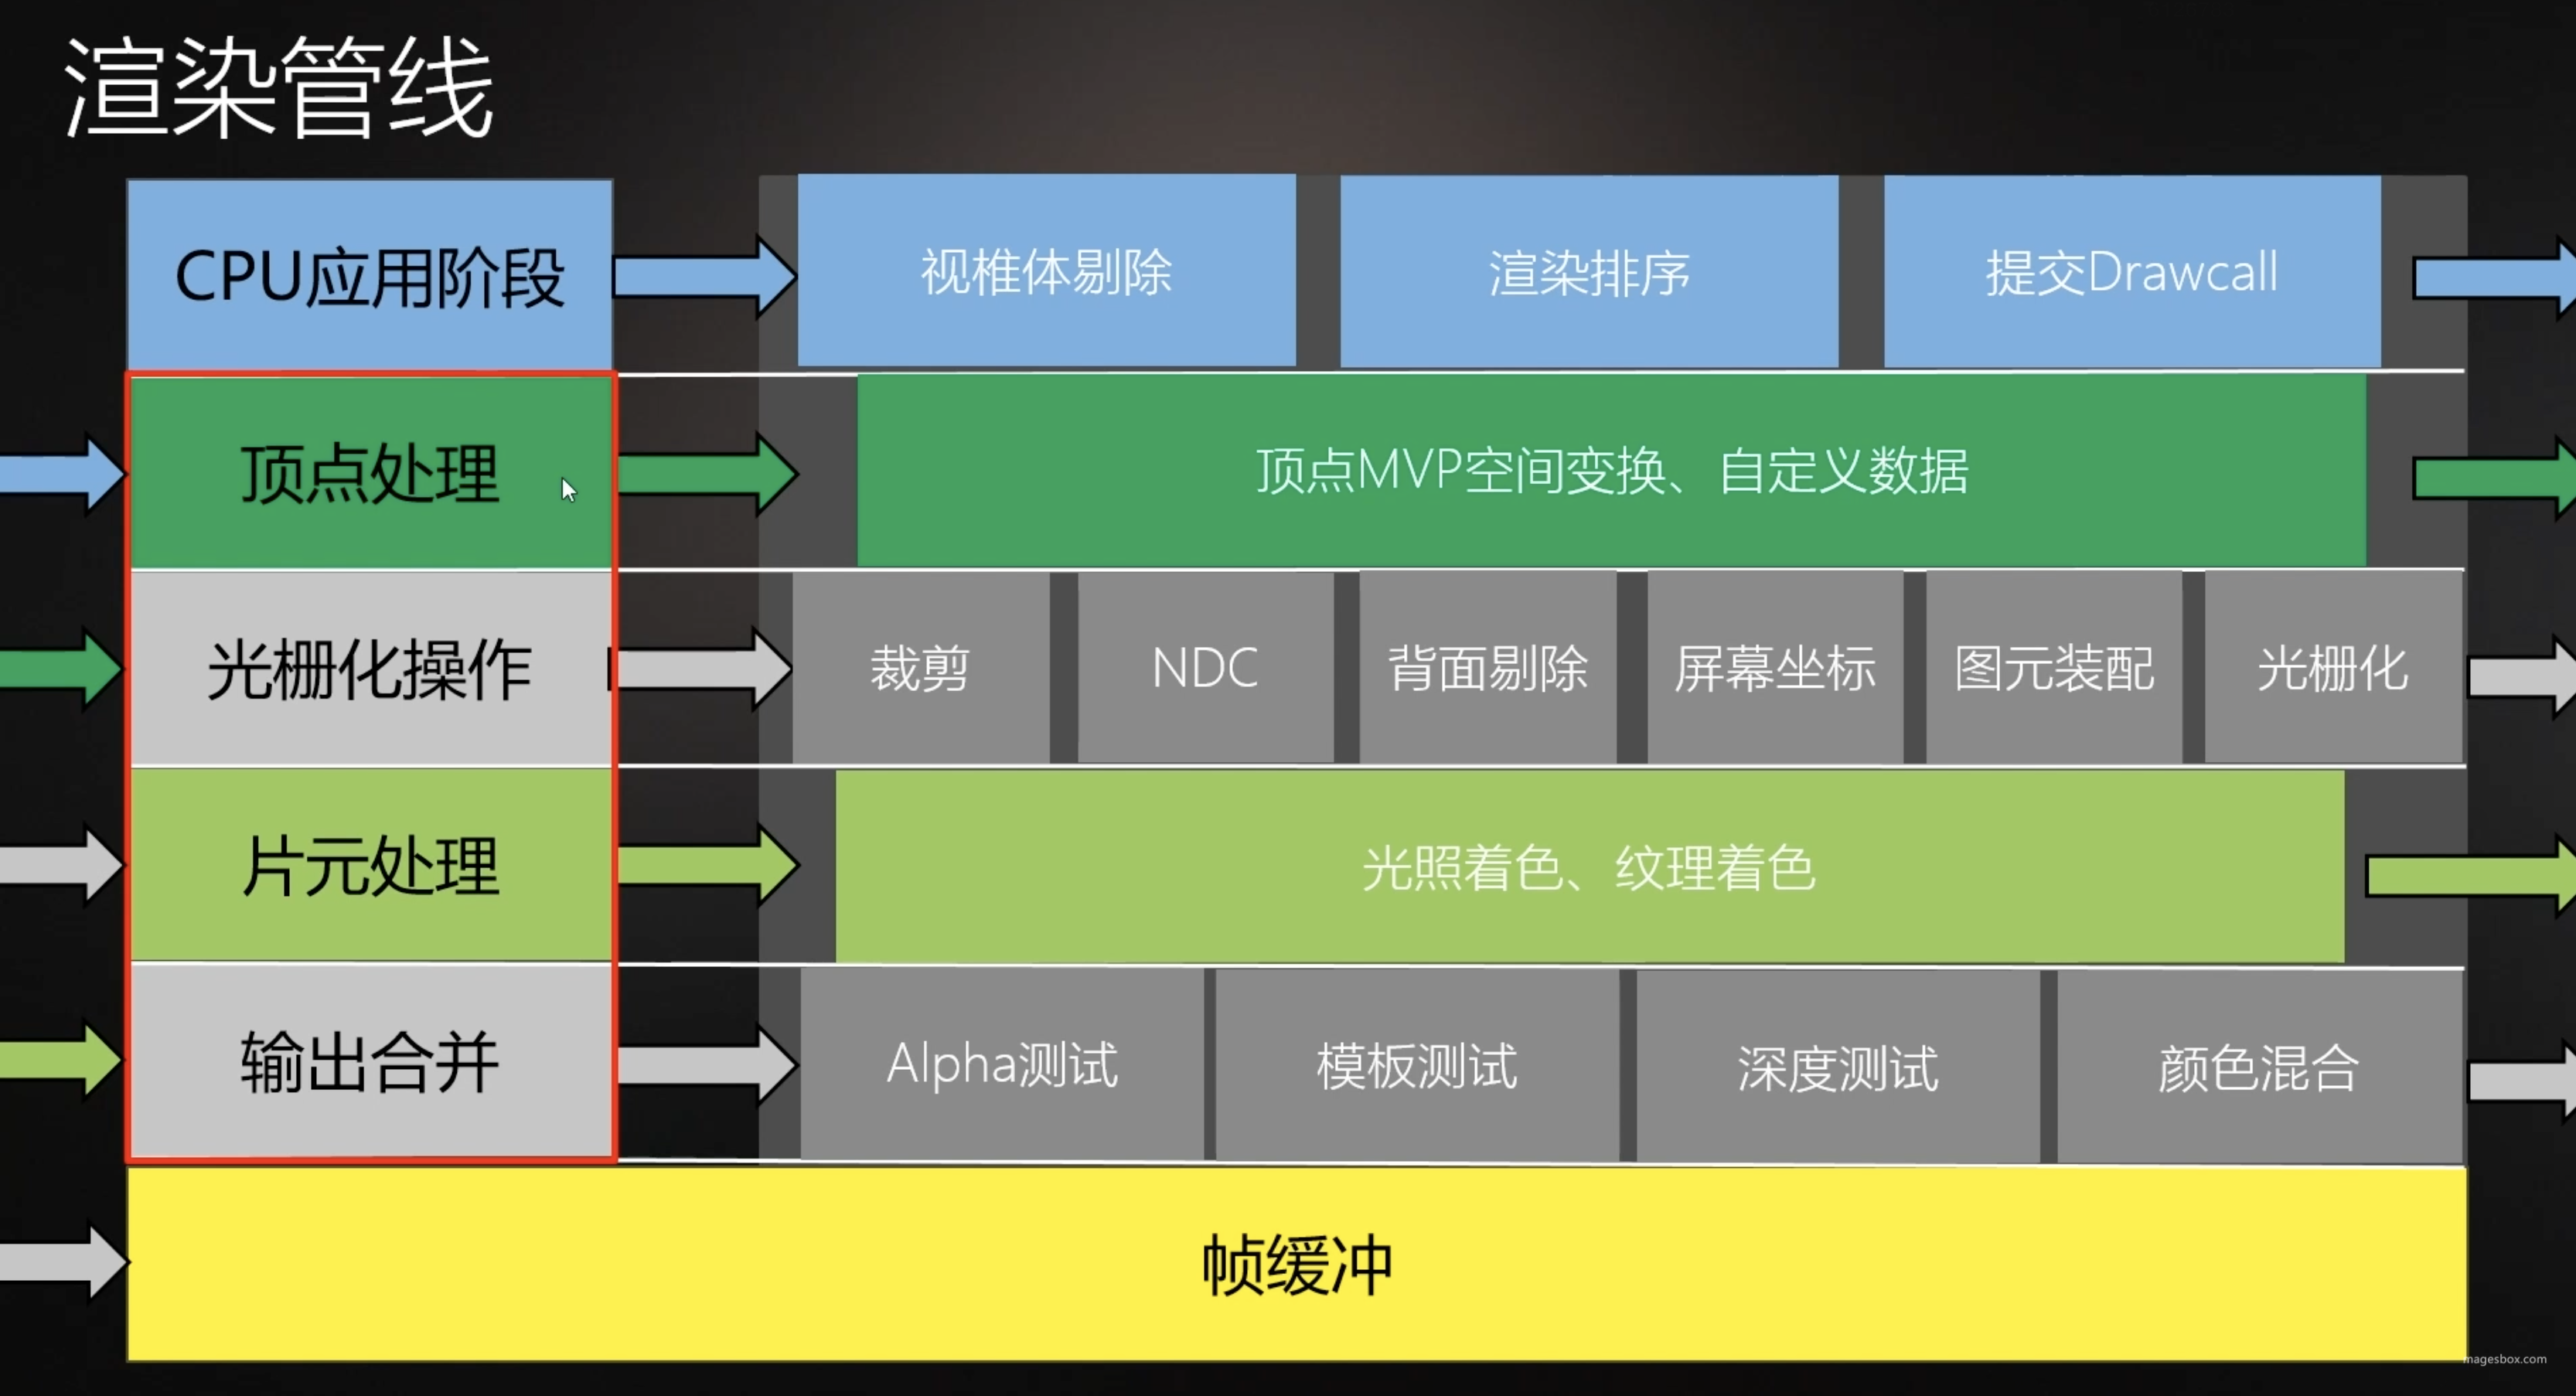 渲染管线
CPU应用阶段
视椎体剔除
渲染排序
提交Drawcall
顶点处理
顶点MVP空间变换、自定义数据
光栅化操作
裁剪
NDC
背面剔除
屏幕坐标
图元装配
光栅化
片元处理
光照着色、纹理着色
输出合并
Alpha测试
模板测试
深度测试
颜色混合
帧缓冲
magesbox.com